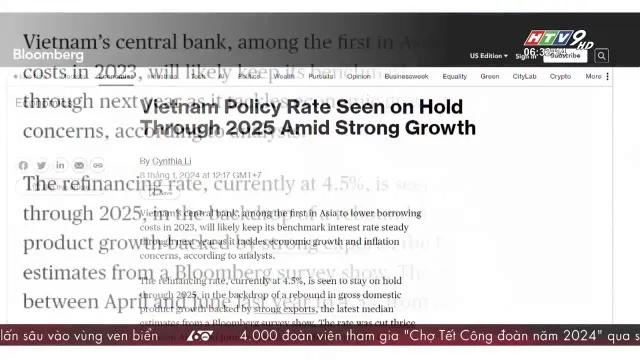 Vietnam's central bank, among the first in Asia
HTV9 HD
Bloomberg
US Edition
Sign In
Subscribe
06:32
costs in 2023, will likely keep its benchmark
Economics
Wealth
Pursuits
Opinion
Businessweek
Equality
Green
CityLab
Crypto
More
through next year as it
Vietnam Policy Rate Seen on Hold
Through 2025 Amid Strong Growth
concerns, according to analysts.
By Cynthia Li
8 tháng 1, 2024 at 12:17 GMT+7
The refinancing rate, currently at 4.5%, is seen
Vietnam's central bank, among the first in Asia to lower borrowing
costs in 2023, will likely keep its benchmark interest rate steady
through next year as it tackles economic growth and inflation
concerns, according to analysts.
through 2025, in the backdrop of
product growth backed by strong exports, the
estimates from a Bloomberg survey show. The
between April and June last year to
The refinancing rate, currently at 4.5%, is seen to stay on hold
through 2025, in the backdrop of a rebound in gross domestic
product growth backed by strong exports, the latest median
estimates from a Bloomberg survey show. The rate was cut thrice
lấn sâu vào vùng ven biển
4.000 đoàn viên tham gia "Chợ Tết Công đoàn năm 2024" qua s